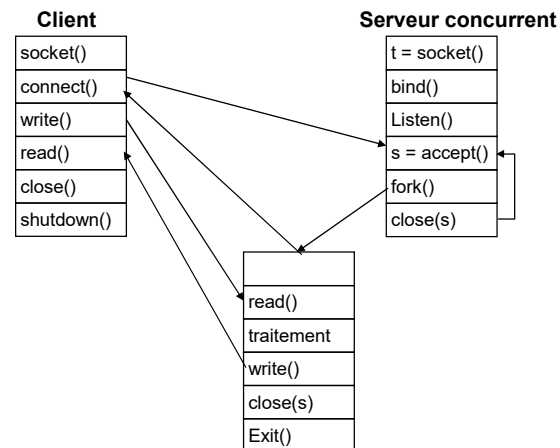 Client
socket()
connect()
write()
read()
close()
shutdown()
Serveur concurrent
t = socket()
bind()
Listen()
s = accept()
fork()
close(s)
read()
traitement
write()
close(s)
Exit()